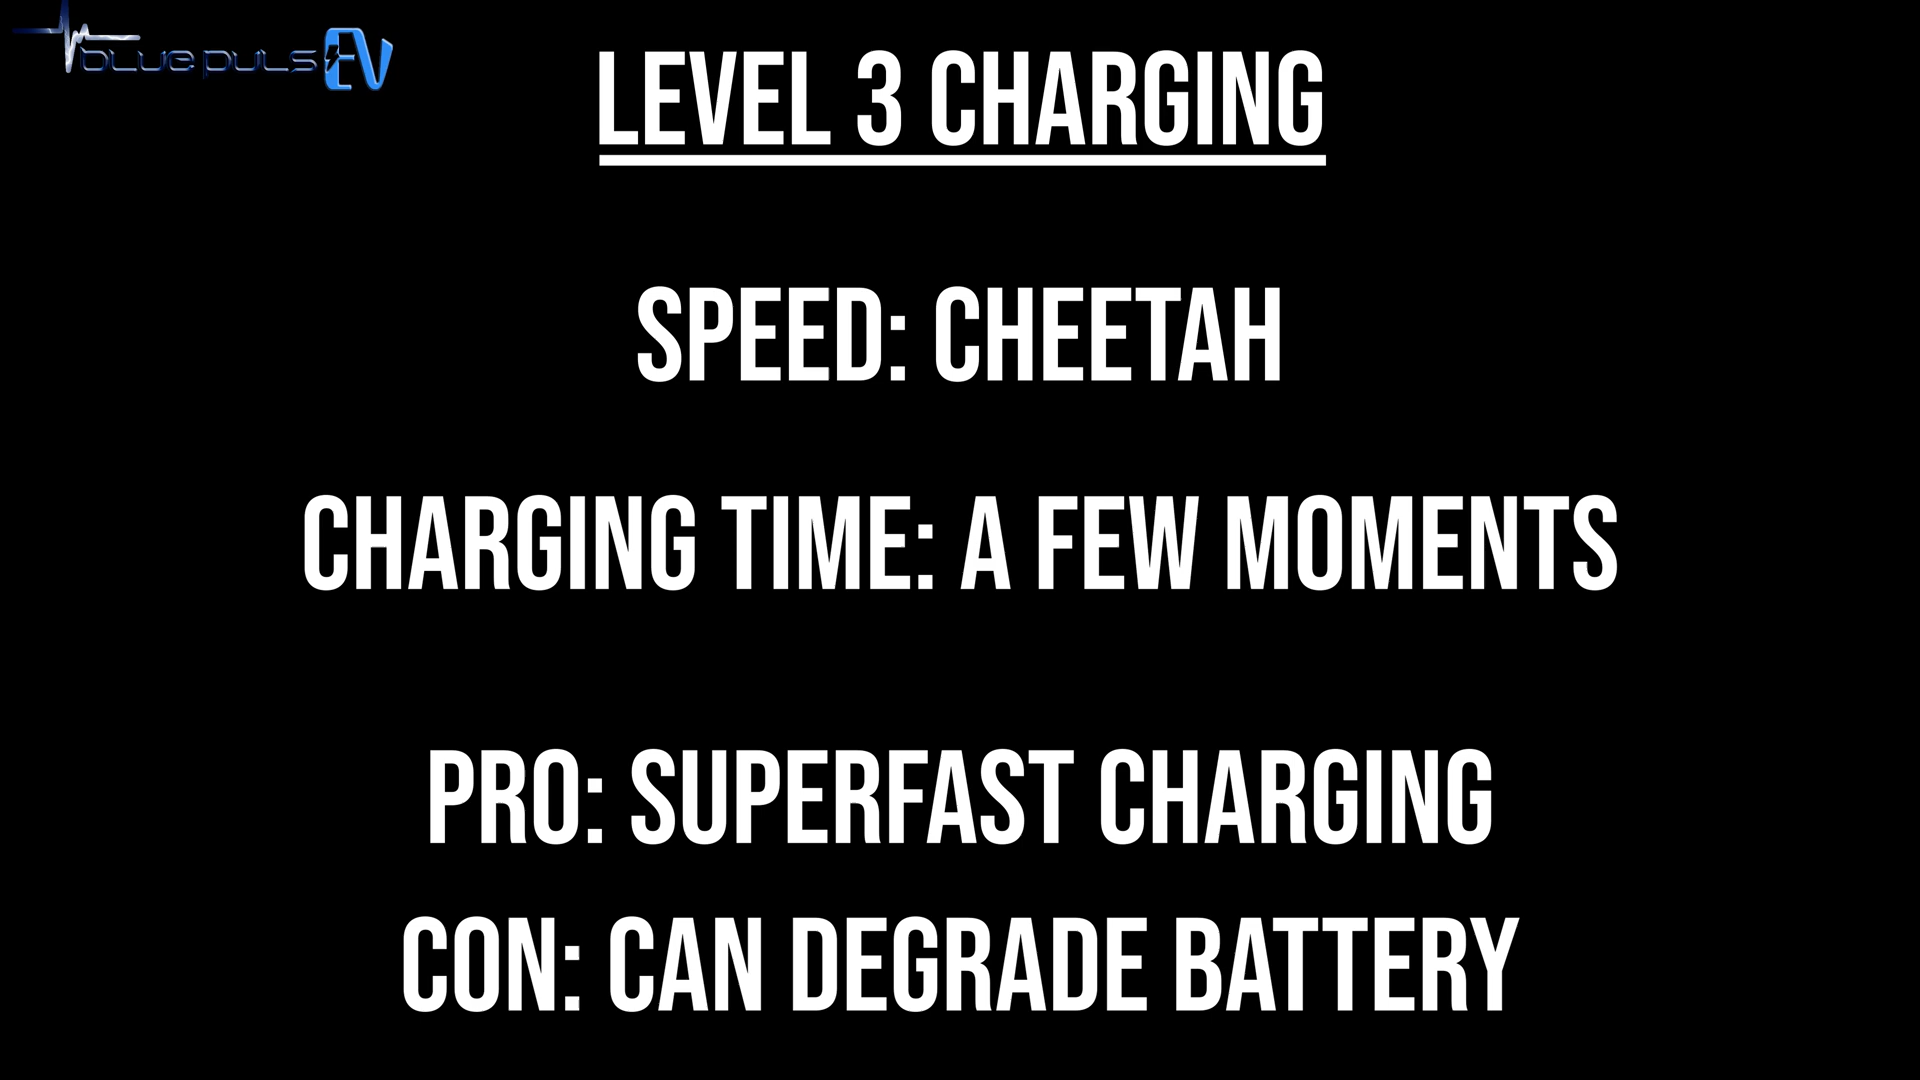 blue pulsEV
LEVEL 3 CHARGING
SPEED: CHEETAH
CHARGING TIME: A FEW MOMENTS
PRO: SUPERFAST CHARGING
CON: CAN DEGRADE BATTERY